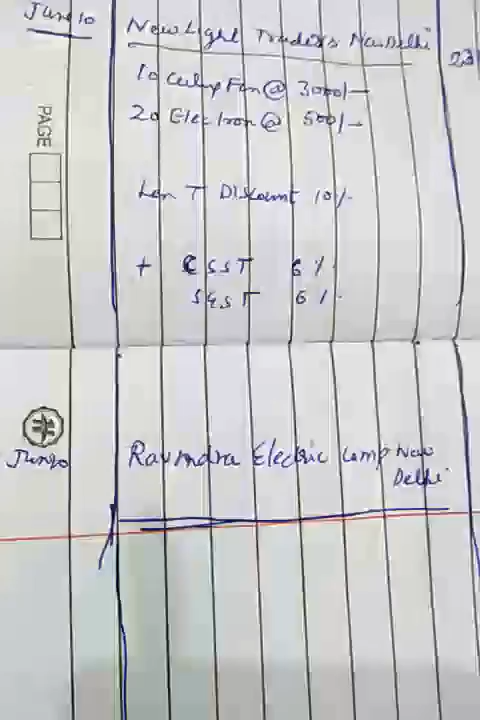 June 10
New Light Traders New Delhi
23
10 Ceiling Fan @ 3000/-
20 Elec Iron @ 500/-
PAGE
Less T Discount 10%
+ CGST 6%
SGST 6%
June 20
Ravindra Electric Comp New
Delhi